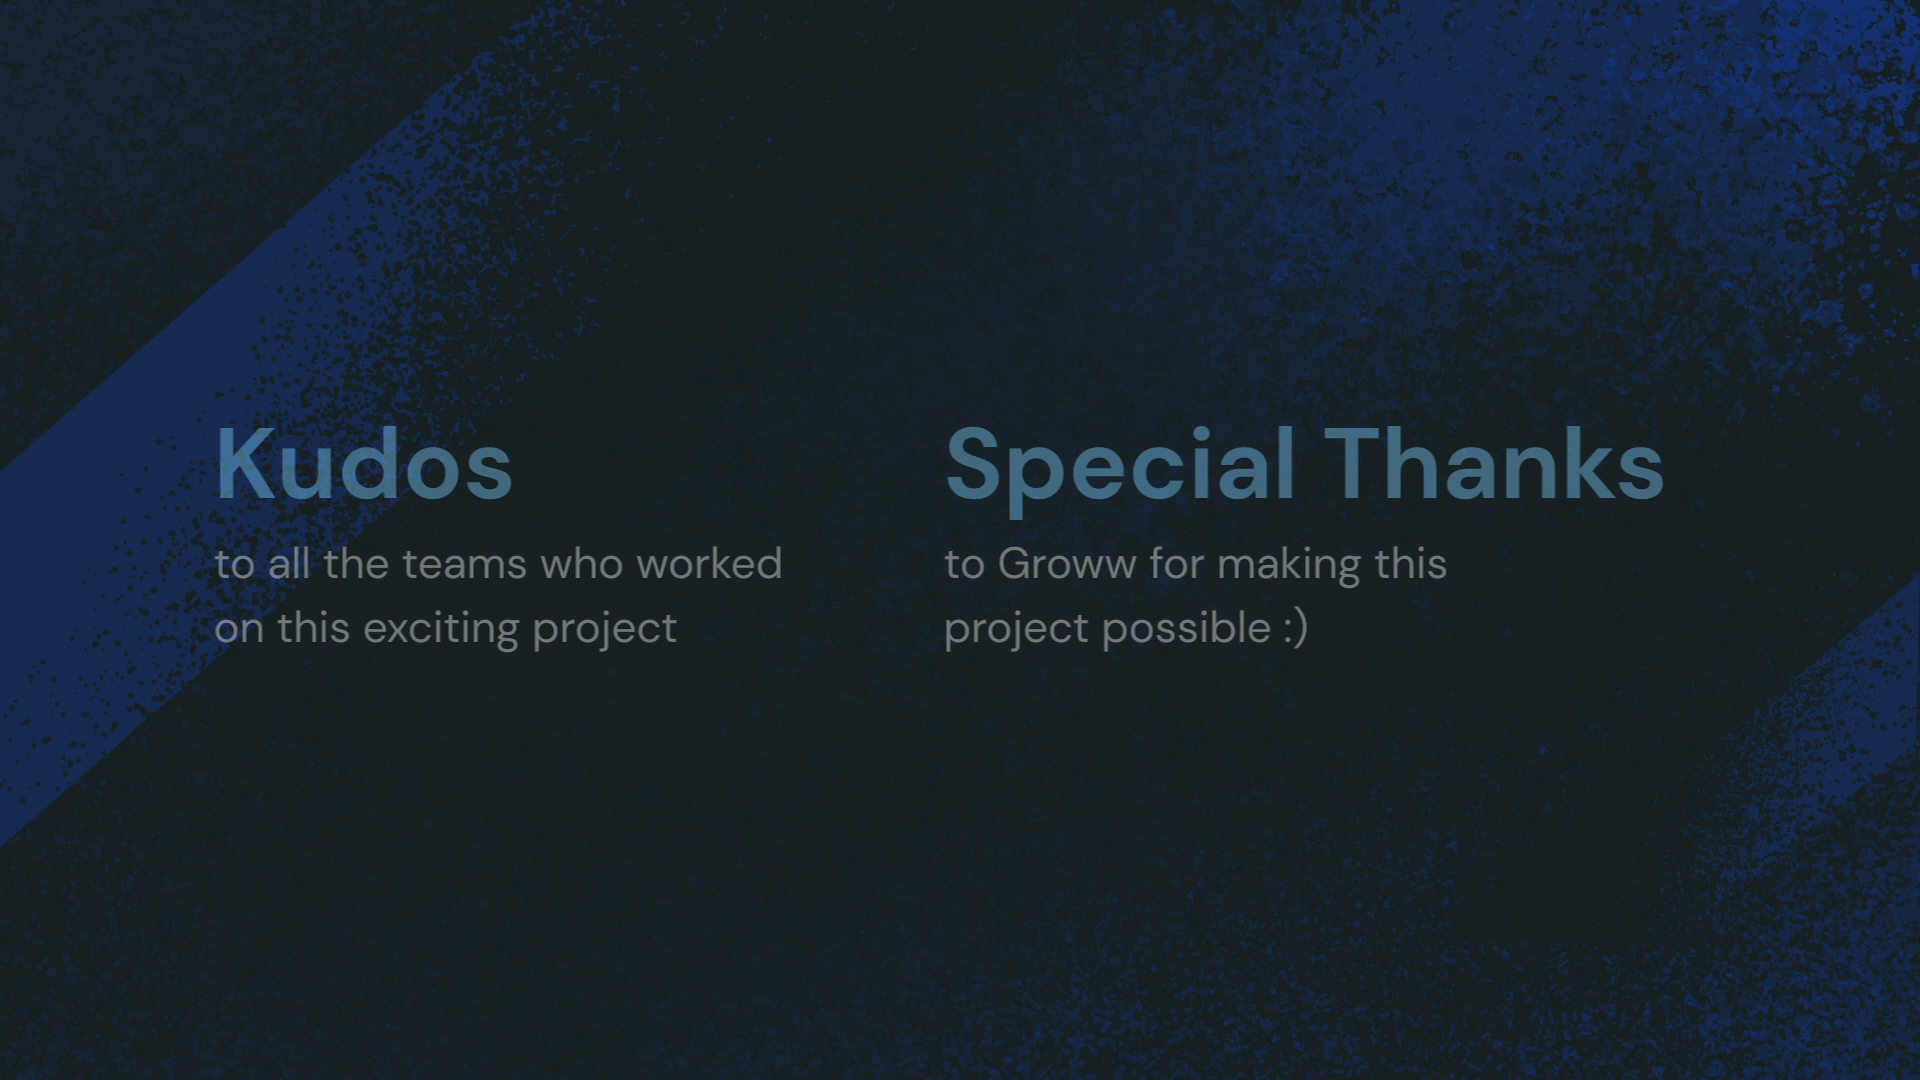 Kudos
to all the teams who worked
on this exciting project
Special Thanks
to Groww for making this
project possible :)